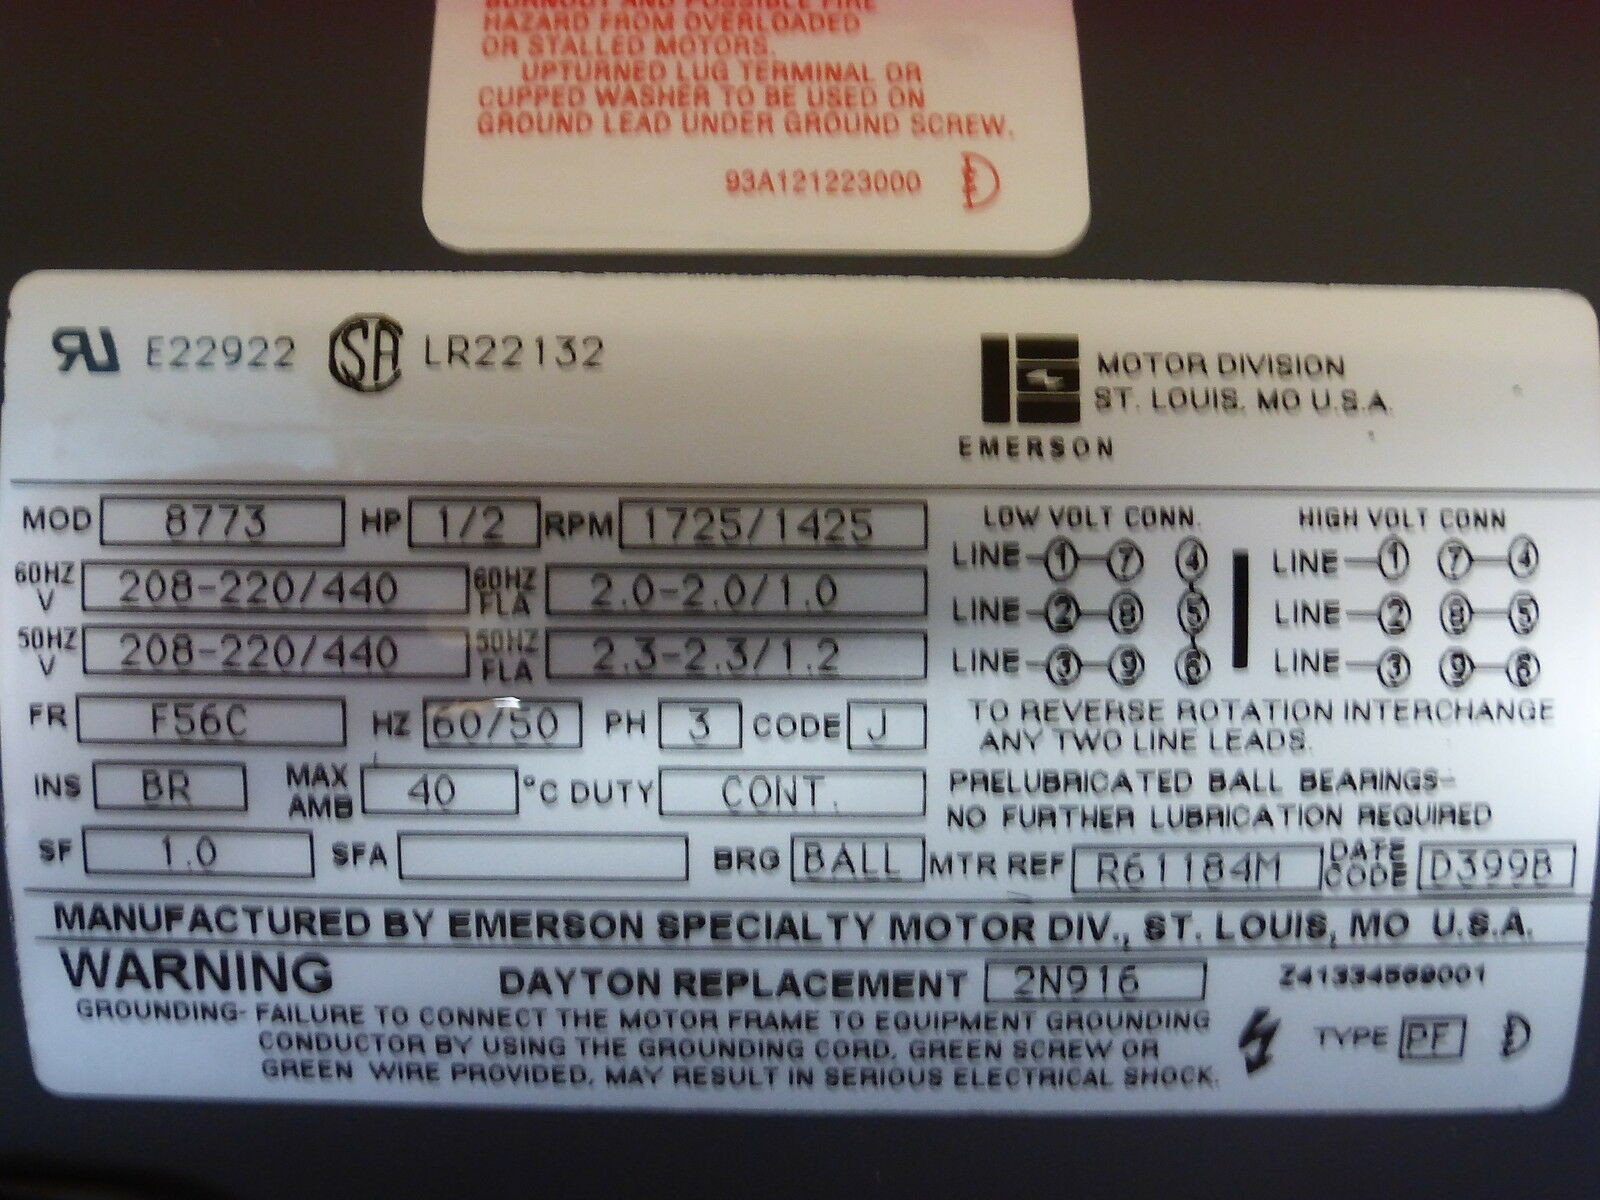 BURNOUT AND POSSIBLE FIRE
HAZARD FROM OVERLOADED
OR STALLED MOTORS.
UPTURNED LUG TERMINAL OR
CUPPED WASHER TO BE USED ON
GROUND LEAD UNDER GROUND SCREW.
93A121223000
E22922 SA LR22132
MOTOR DIVISION
ST. LOUIS, MO U.S.A.
EMERSON
MOD 8773 HP 1/2 RPM 1725/1425
60HZ V 208-220/440 60HZ FLA 2.0-2.0/1.0
50HZ V 208-220/440 50HZ FLA 2.3-2.3/1.2
FR F56C HZ 60/50 PH 3 CODE J
INS BR MAX AMB 40 °C DUTY CONT.
SF 1.0 SFA BRG BALL
LOW VOLT CONN. HIGH VOLT CONN
LINE 1 7 4 LINE 1 7 4
LINE 2 8 5 LINE 2 8 5
LINE 3 9 6 LINE 3 9 6
TO REVERSE ROTATION INTERCHANGE
ANY TWO LINE LEADS.
PRELUBRICATED BALL BEARINGS-
NO FURTHER LUBRICATION REQUIRED
MTR REF R61184M DATE CODE D399B
MANUFACTURED BY EMERSON SPECIALTY MOTOR DIV., ST. LOUIS, MO U.S.A.
WARNING DAYTON REPLACEMENT 2N916
GROUNDING- FAILURE TO CONNECT THE MOTOR FRAME TO EQUIPMENT GROUNDING
CONDUCTOR BY USING THE GROUNDING CORD, GREEN SCREW OR
GREEN WIRE PROVIDED, MAY RESULT IN SERIOUS ELECTRICAL SHOCK.
TYPE PF